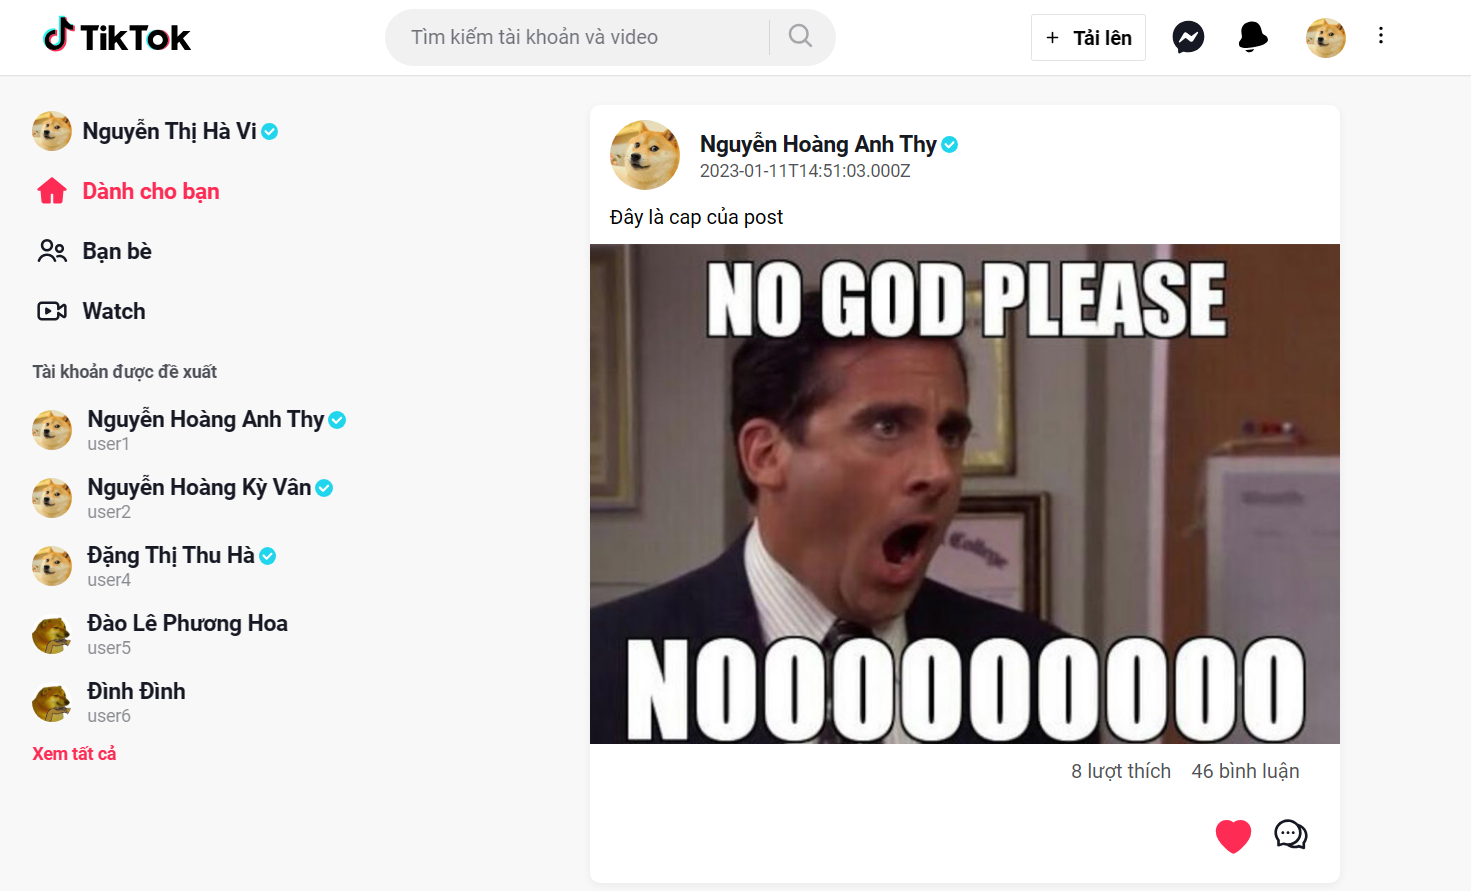 TikTok
Tìm kiếm tài khoản và video
Tải lên
Nguyễn Thị Hà Vi
Dành cho bạn
Bạn bè
Watch
Tài khoản được đề xuất
Nguyễn Hoàng Anh Thy
user1
Nguyễn Hoàng Kỳ Vân
user2
Đặng Thị Thu Hà
user4
Đào Lê Phương Hoa
user5
Đình Đình
user6
Xem tất cả
Nguyễn Hoàng Anh Thy
2023-01-11T14:51:03.000Z
Đây là cap của post
NO GOD PLEASE
College
NOOOOOOOOO
8 lượt thích 46 bình luận